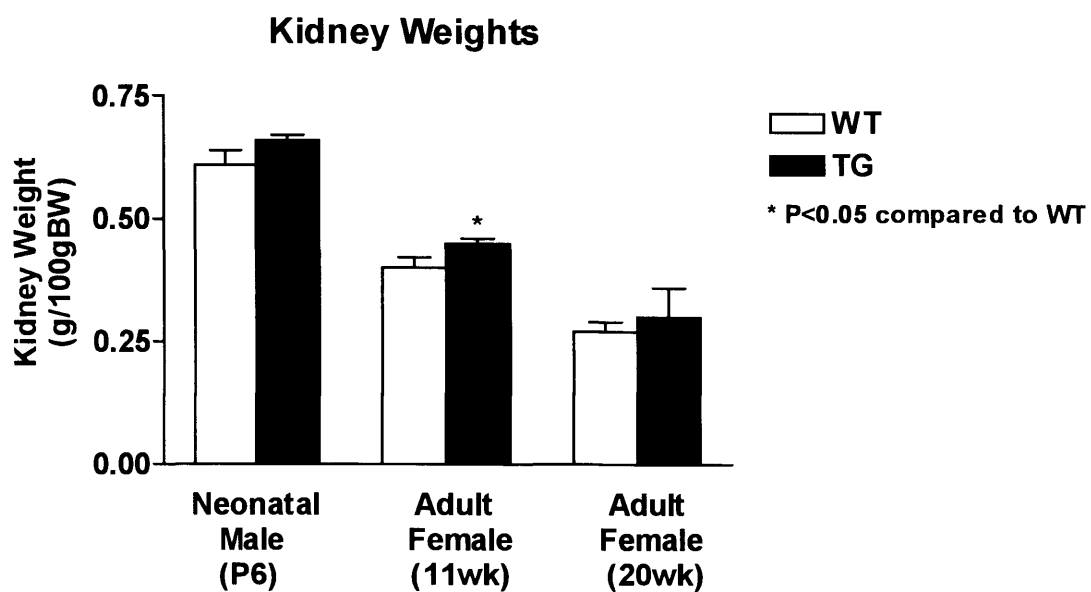 Kidney Weights
Kidney Weight
(g/100gBW)
0.75
0.50
0.25
0.00
*
WT
TG
* P<0.05 compared to WT
Neonatal
Male
(P6)
Adult
Female
(11wk)
Adult
Female
(20wk)